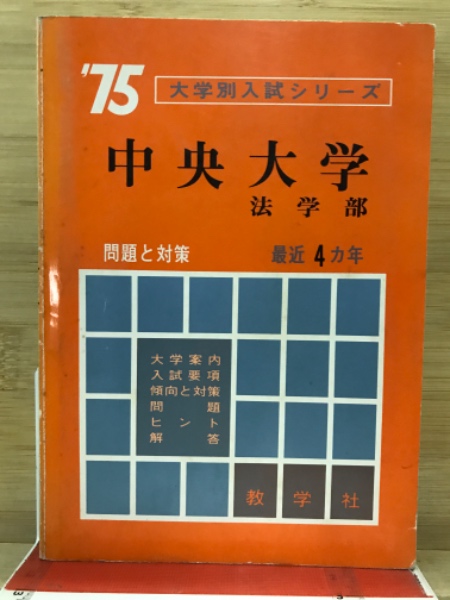 '75 大学別入試シリーズ
中央大学
法学部
問題と対策 最近4カ年
大学案内
入試要項
傾向と対策
問題
ヒント
解答
教学社